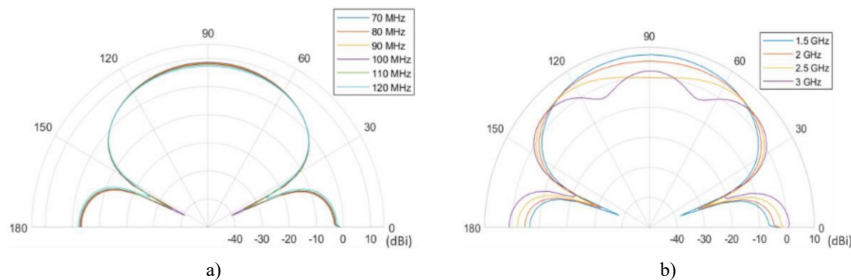 90
120
60
150
30
180
0
-40 -30 -20 -10 0 10 (dBi)
70 MHz
80 MHz
90 MHz
100 MHz
110 MHz
120 MHz
a)
90
120
60
150
30
180
0
-40 -30 -20 -10 0 10 (dBi)
1.5 GHz
2 GHz
2.5 GHz
3 GHz
b)